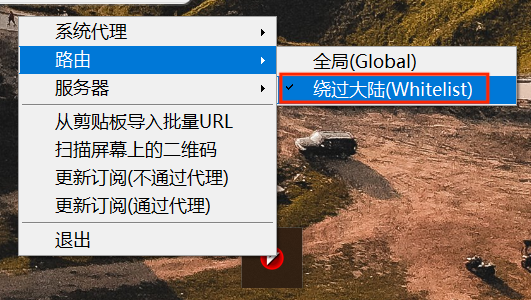 系统代理
路由
服务器
从剪贴板导入批量URL
扫描屏幕上的二维码
更新订阅(不通过代理)
更新订阅(通过代理)
退出
全局(Global)
绕过大陆(Whitelist)